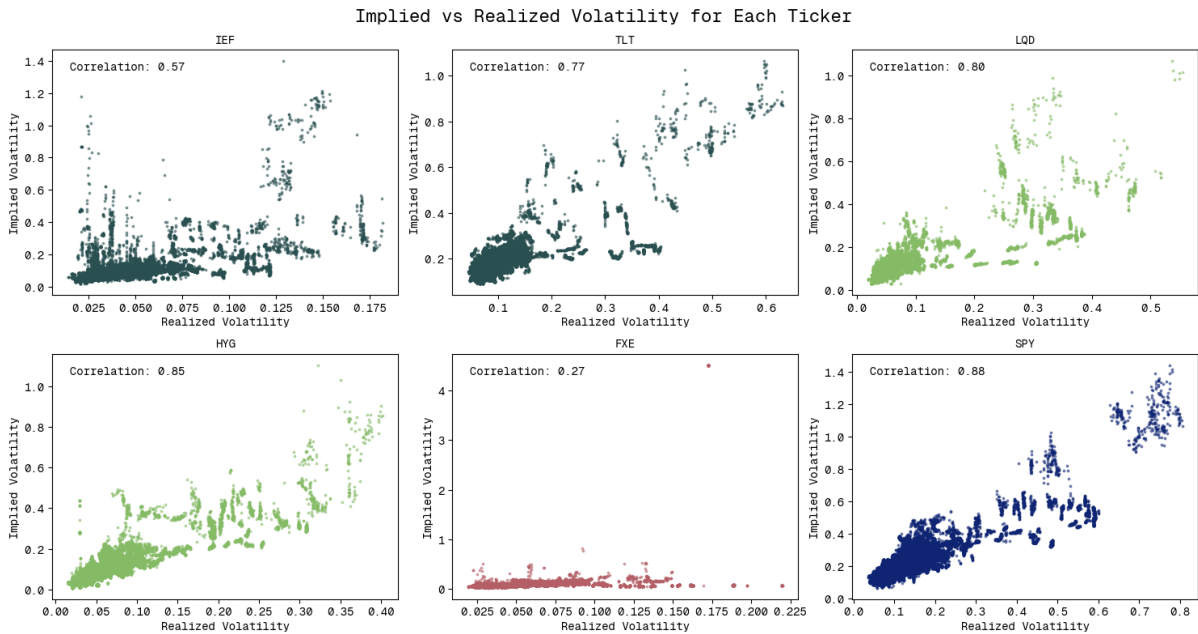 Implied vs Realized Volatility for Each Ticker
IEF
Correlation: 0.57
1.4
1.2
1.0
0.8
0.6
0.4
0.2
0.0
Implied Volatility
0.025 0.050 0.075 0.100 0.125 0.150 0.175
Realized Volatility
TLT
Correlation: 0.77
1.0
0.8
0.6
0.4
0.2
Implied Volatility
0.1 0.2 0.3 0.4 0.5 0.6
Realized Volatility
LQD
Correlation: 0.80
1.0
0.8
0.6
0.4
0.2
0.0
Implied Volatility
0.0 0.1 0.2 0.3 0.4 0.5
Realized Volatility
HYG
Correlation: 0.85
1.0
0.8
0.6
0.4
0.2
0.0
Implied Volatility
0.00 0.05 0.10 0.15 0.20 0.25 0.30 0.35 0.40
Realized Volatility
FXE
Correlation: 0.27
4
3
2
1
0
Implied Volatility
0.025 0.050 0.075 0.100 0.125 0.150 0.175 0.200 0.225
Realized Volatility
SPY
Correlation: 0.88
1.4
1.2
1.0
0.8
0.6
0.4
0.2
0.0
Implied Volatility
0.0 0.1 0.2 0.3 0.4 0.5 0.6 0.7 0.8
Realized Volatility